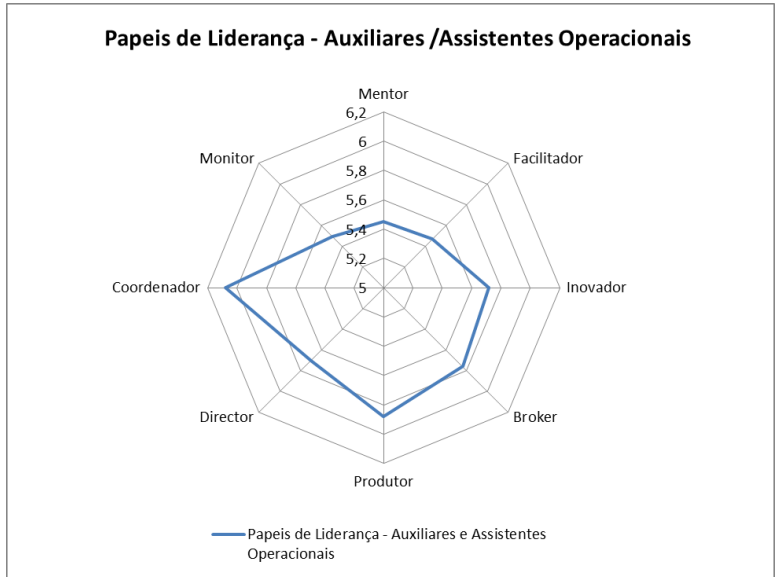 Papeis de Liderança - Auxiliares /Assistentes Operacionais
Mentor
6,2
6
Monitor
Facilitador
5,8
5,6
5,4
5,2
Coordenador
5
Inovador
Director
Broker
Produtor
Papeis de Liderança - Auxiliares e Assistentes
Operacionais